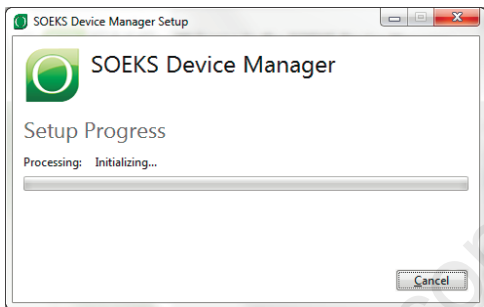 SOEKS Device Manager Setup
SOEKS Device Manager
Setup Progress
Processing: Initializing...
Cancel